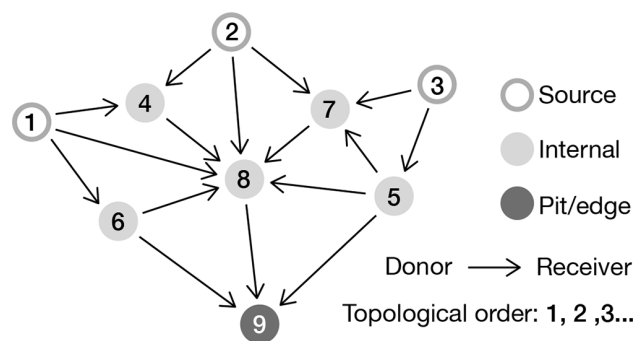 2
3
4
7
1
8
5
6
9
Source
Internal
Pit/edge
Donor Receiver
Topological order: 1, 2 ,3...